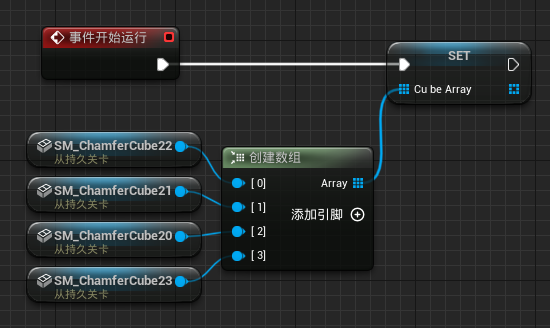 事件开始运行
SET
Cu be Array
SM_ChamferCube22
从持久关卡
SM_ChamferCube21
从持久关卡
SM_ChamferCube20
从持久关卡
SM_ChamferCube23
从持久关卡
创建数组
[ 0]
Array
[ 1]
添加引脚
[ 2]
[ 3]